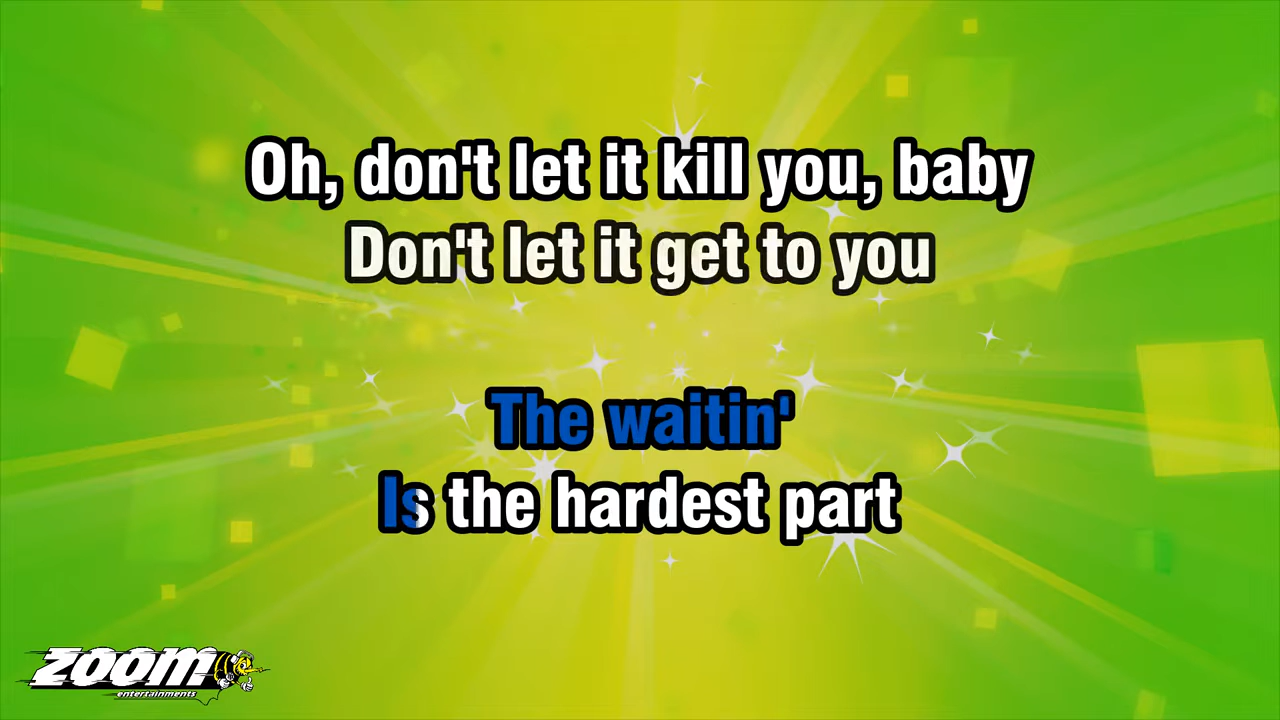 Oh, don't let it kill you, baby
Don't let it get to you
The waitin'
Is the hardest part
ZOOM
entertainments